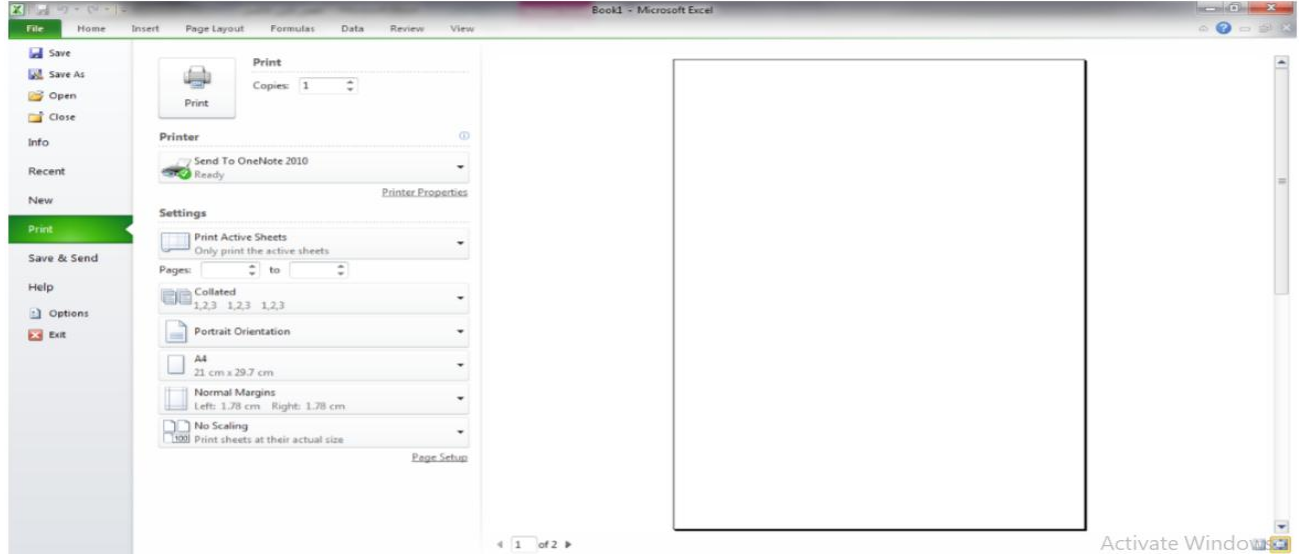 Book1 - Microsoft Excel
File Home Insert Page Layout Formulas Data Review View
Save
Save As
Open
Close
Info
Recent
New
Print
Save & Send
Help
Options
Exit
Print
Print
Copies: 1
Printer
Send To OneNote 2010
Ready
Printer Properties
Settings
Print Active Sheets
Only print the active sheets
Pages: to
Collated
1,2,3 1,2,3 1,2,3
Portrait Orientation
A4
21 cm x 29.7 cm
Normal Margins
Left: 1.78 cm Right: 1.78 cm
No Scaling
100 Print sheets at their actual size
Page Setup
1 of 2
Activate Windows